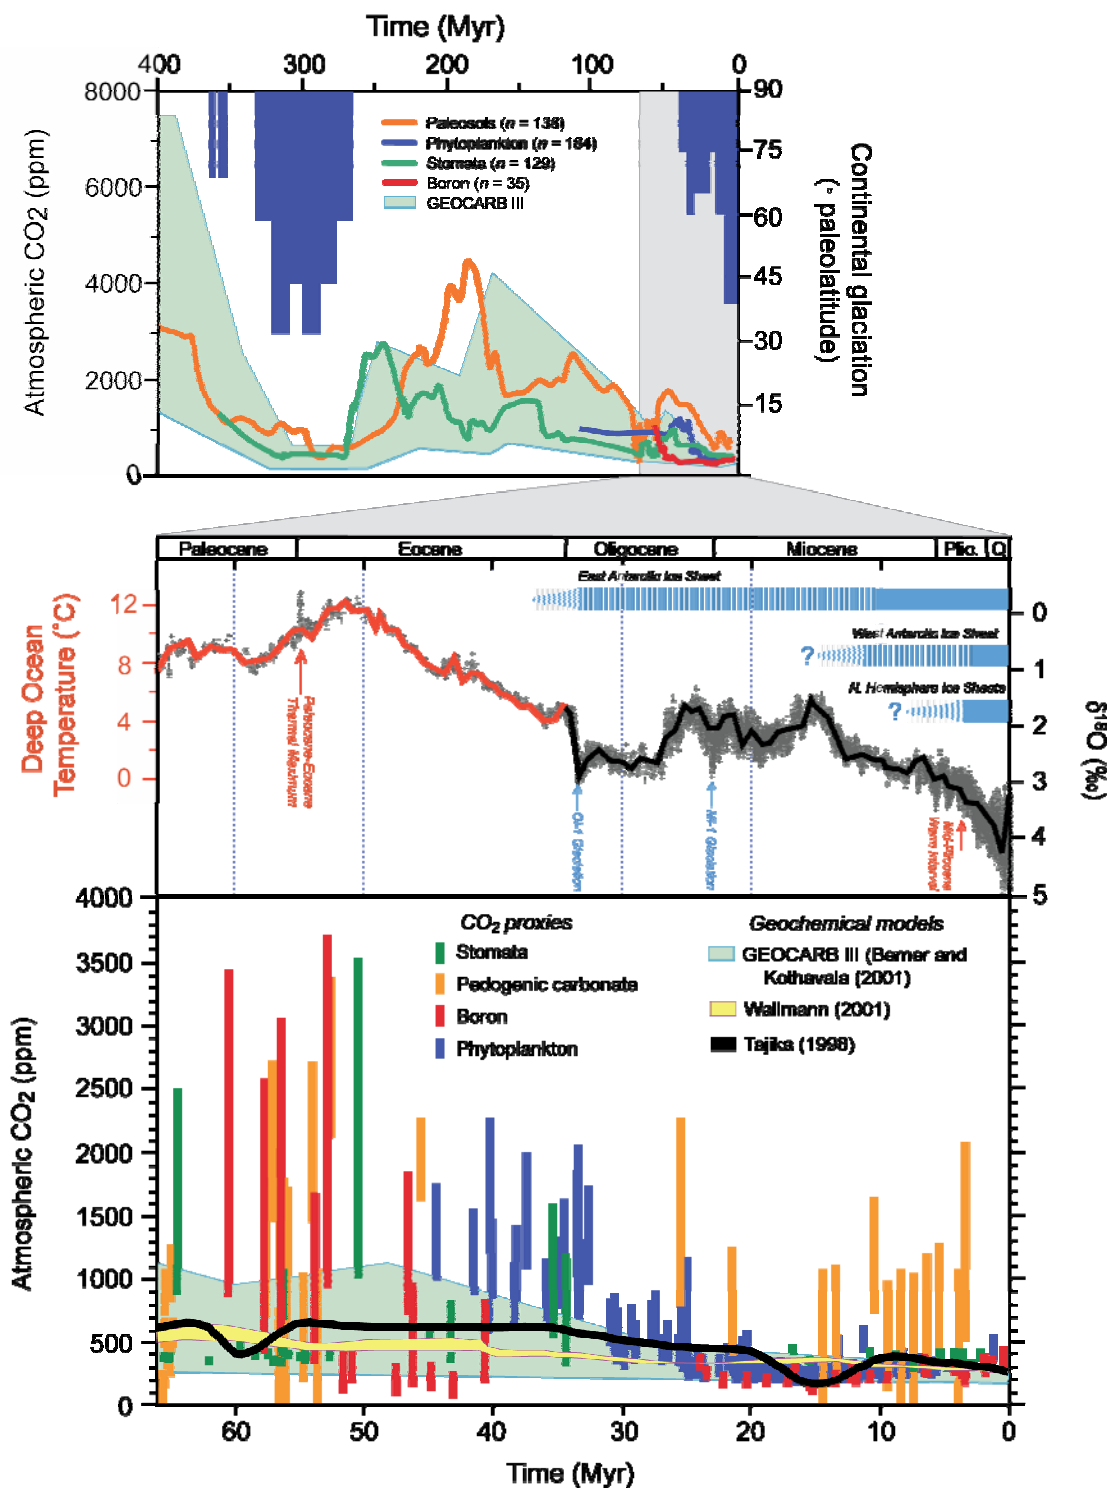 Time (Myr)
400 300 200 100 0
8000
6000
4000
2000
0
Atmospheric CO2 (ppm)
90
75
60
45
30
15
Continental glaciation
(° paleolatitude)
Paleosols (n = 138)
Phytoplankton (n = 184)
Stomata (n = 129)
Boron (n = 35)
GEOCARB III
Paleocene Eocene Oligocene Miocene Plio. Q
East Antarctic Ice Sheet
West Antarctic Ice Sheet
?
N. Hemisphere Ice Sheets
?
12
8
4
0
Deep Ocean
Temperature (°C)
0
1
2
3
4
5
δ18O (‰)
Paleocene-Eocene
Thermal Maximum
Oi-1 Glaciation
Mi-1 Glaciation
Mid-Pliocene
Warm Interval
4000
3500
3000
2500
2000
1500
1000
500
0
Atmospheric CO2 (ppm)
CO2 proxies
Stomata
Pedogenic carbonate
Boron
Phytoplankton
Geochemical models
GEOCARB III (Berner and
Kothavala (2001)
Wallmann (2001)
Tajika (1998)
60 50 40 30 20 10 0
Time (Myr)